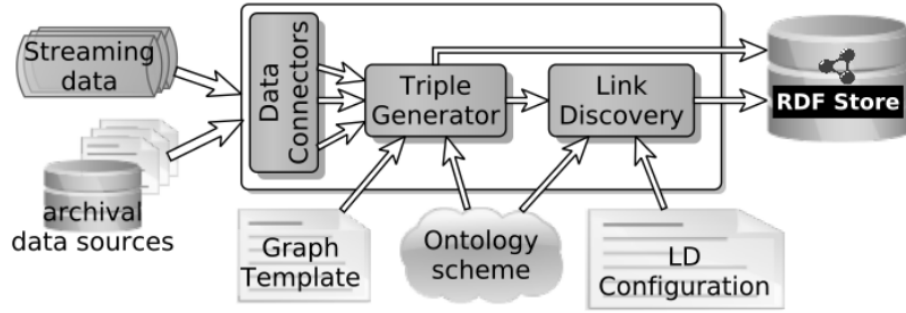 Streaming
data
archival
data sources
Data
Connectors
Triple
Generator
Link
Discovery
RDF Store
Graph
Template
Ontology
scheme
LD
Configuration